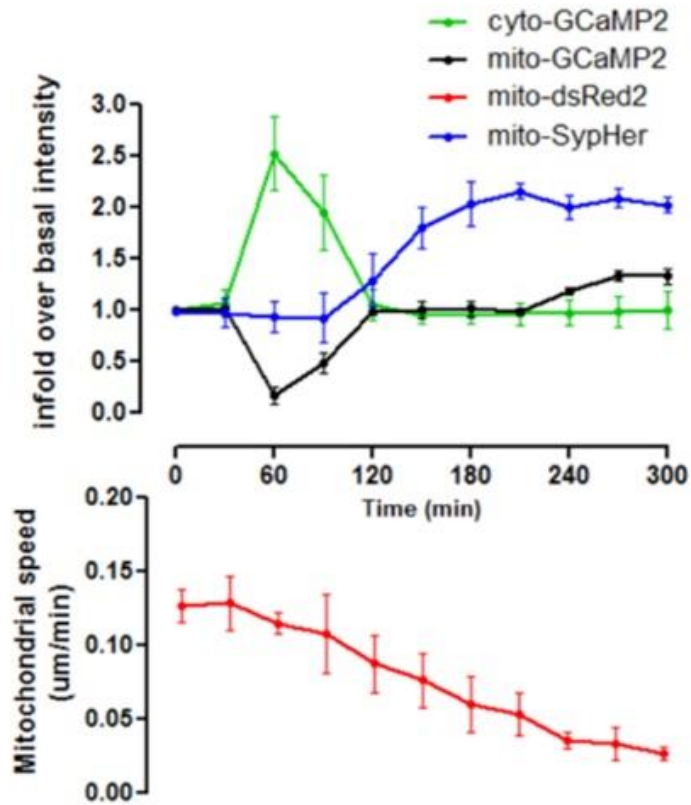 cyto-GCaMP2
mito-GCaMP2
mito-dsRed2
mito-SypHer
infold over basal intensity
3.0
2.5
2.0
1.5
1.0
0.5
0.0
0 60 120 180 240 300
Time (min)
Mitochondrial speed
(um/min)
0.20
0.15
0.10
0.05
0.00